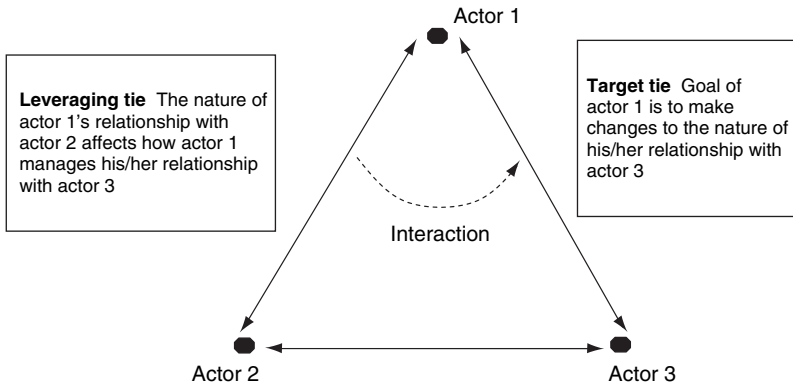 Actor 1
Leveraging tie The nature of
actor 1's relationship with
actor 2 affects how actor 1
manages his/her relationship
with actor 3
Target tie Goal of
actor 1 is to make
changes to the nature of
his/her relationship with
actor 3
Interaction
Actor 2
Actor 3